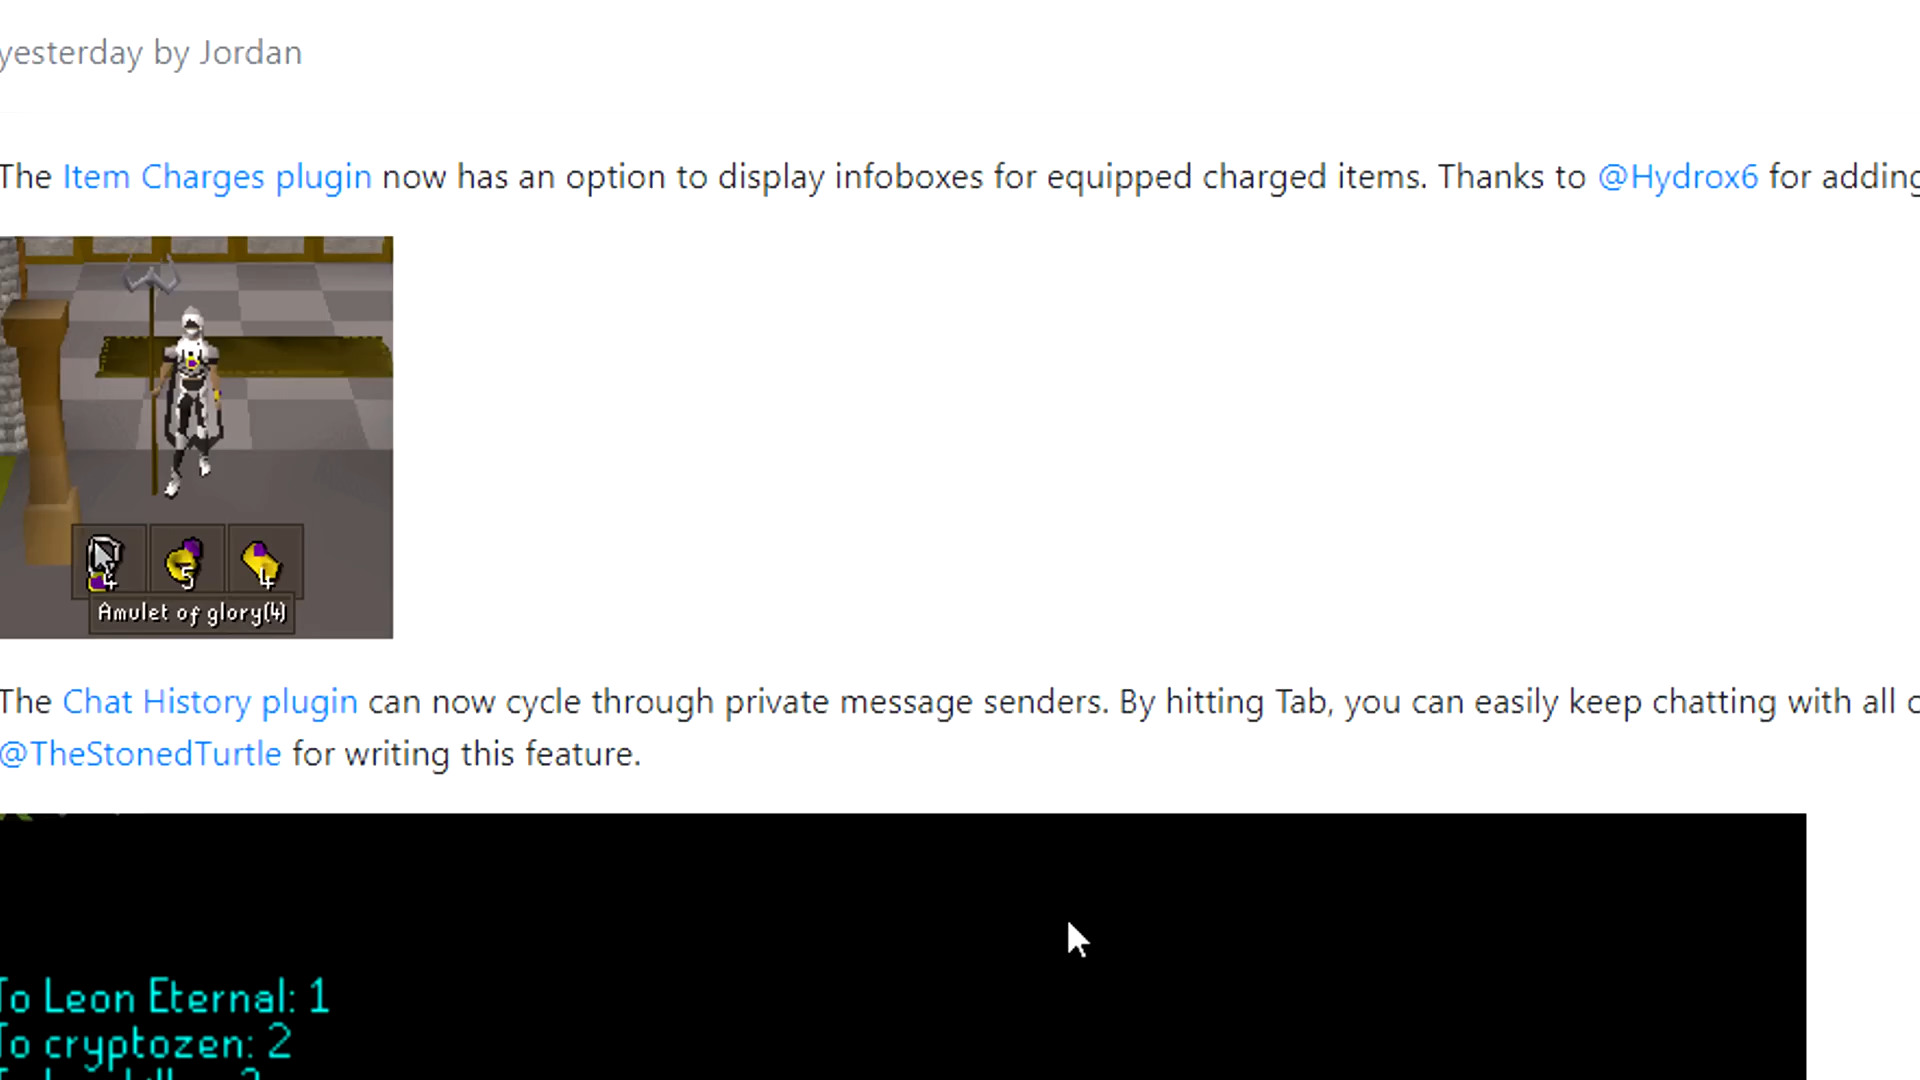 yesterday by Jordan
The Item Charges plugin now has an option to display infoboxes for equipped charged items. Thanks to @Hydrox6 for adding
4 5 4
Amulet of glory(4)
The Chat History plugin can now cycle through private message senders. By hitting Tab, you can easily keep chatting with all
@TheStonedTurtle for writing this feature.
To Leon Eternal: 1
To cryptozen: 2